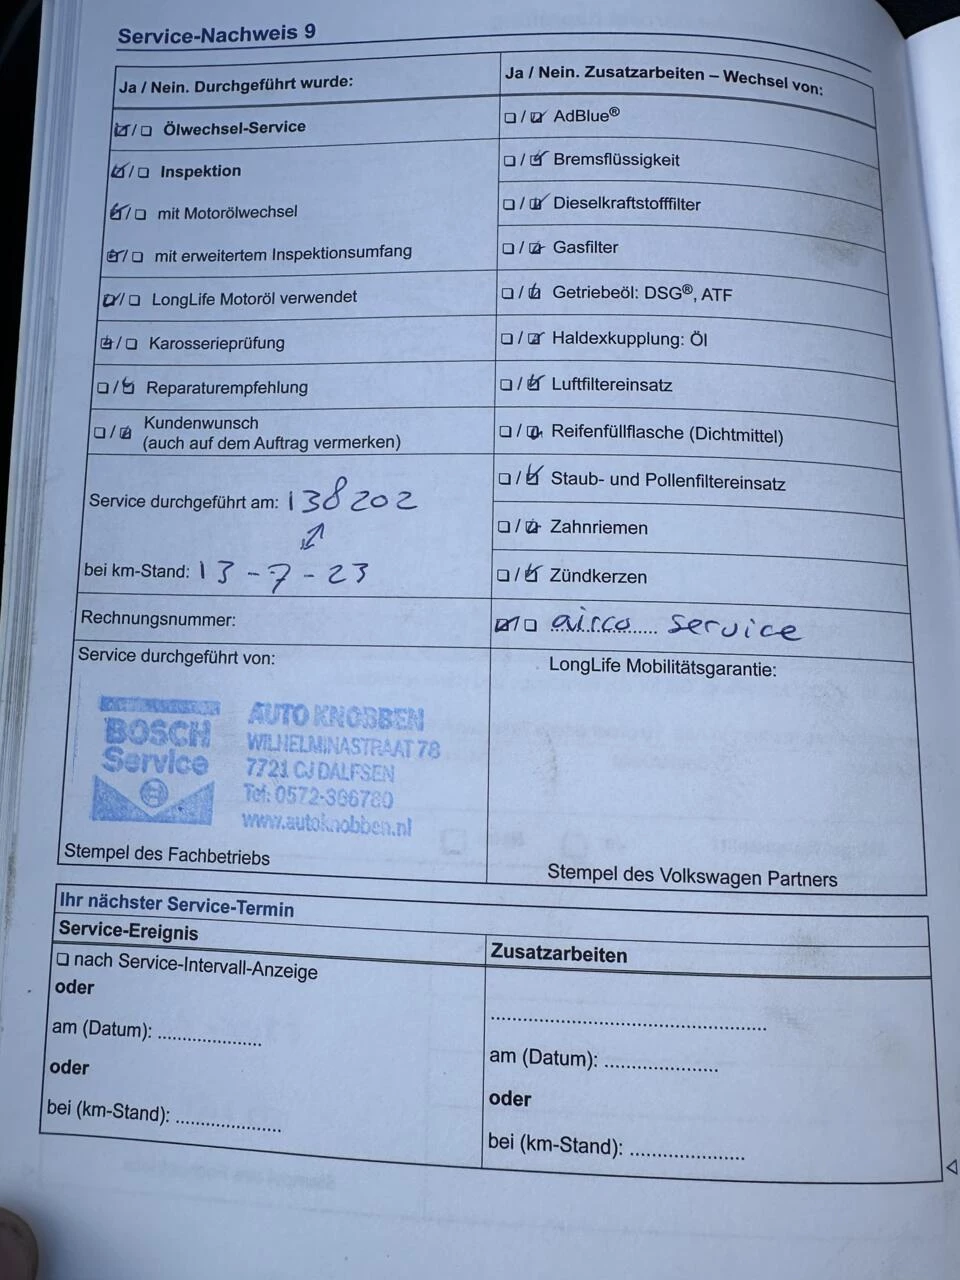 Service-Nachweis 9
Ja / Nein. Durchgeführt wurde:
Ölwechsel-Service
Inspektion
mit Motorölwechsel
mit erweitertem Inspektionsumfang
LongLife Motoröl verwendet
Karosserieprüfung
Reparaturempfehlung
Kundenwunsch
(auch auf dem Auftrag vermerken)
Service durchgeführt am: 138202
bei km-Stand: 13-7-23
Rechnungsnummer:
Service durchgeführt von:
BOSCH
Service
AUTO KNOBBEN
WILHELMINASTRAAT 78
7721 CJ DALFSEN
Tel: 0572-366780
www.autoknobben.nl
Stempel des Fachbetriebs
Ja / Nein. Zusatzarbeiten – Wechsel von:
AdBlue®
Bremsflüssigkeit
Dieselkraftstofffilter
Gasfilter
Getriebeöl: DSG®, ATF
Haldexkupplung: Öl
Luftfiltereinsatz
Reifenfüllflasche (Dichtmittel)
Staub- und Pollenfiltereinsatz
Zahnriemen
Zündkerzen
airco service
LongLife Mobilitätsgarantie:
Stempel des Volkswagen Partners
Ihr nächster Service-Termin
Service-Ereignis
nach Service-Intervall-Anzeige
oder
am (Datum): .....................
oder
bei (km-Stand): .....................
Zusatzarbeiten
.......................................................
am (Datum): .......................
oder
bei (km-Stand): .......................